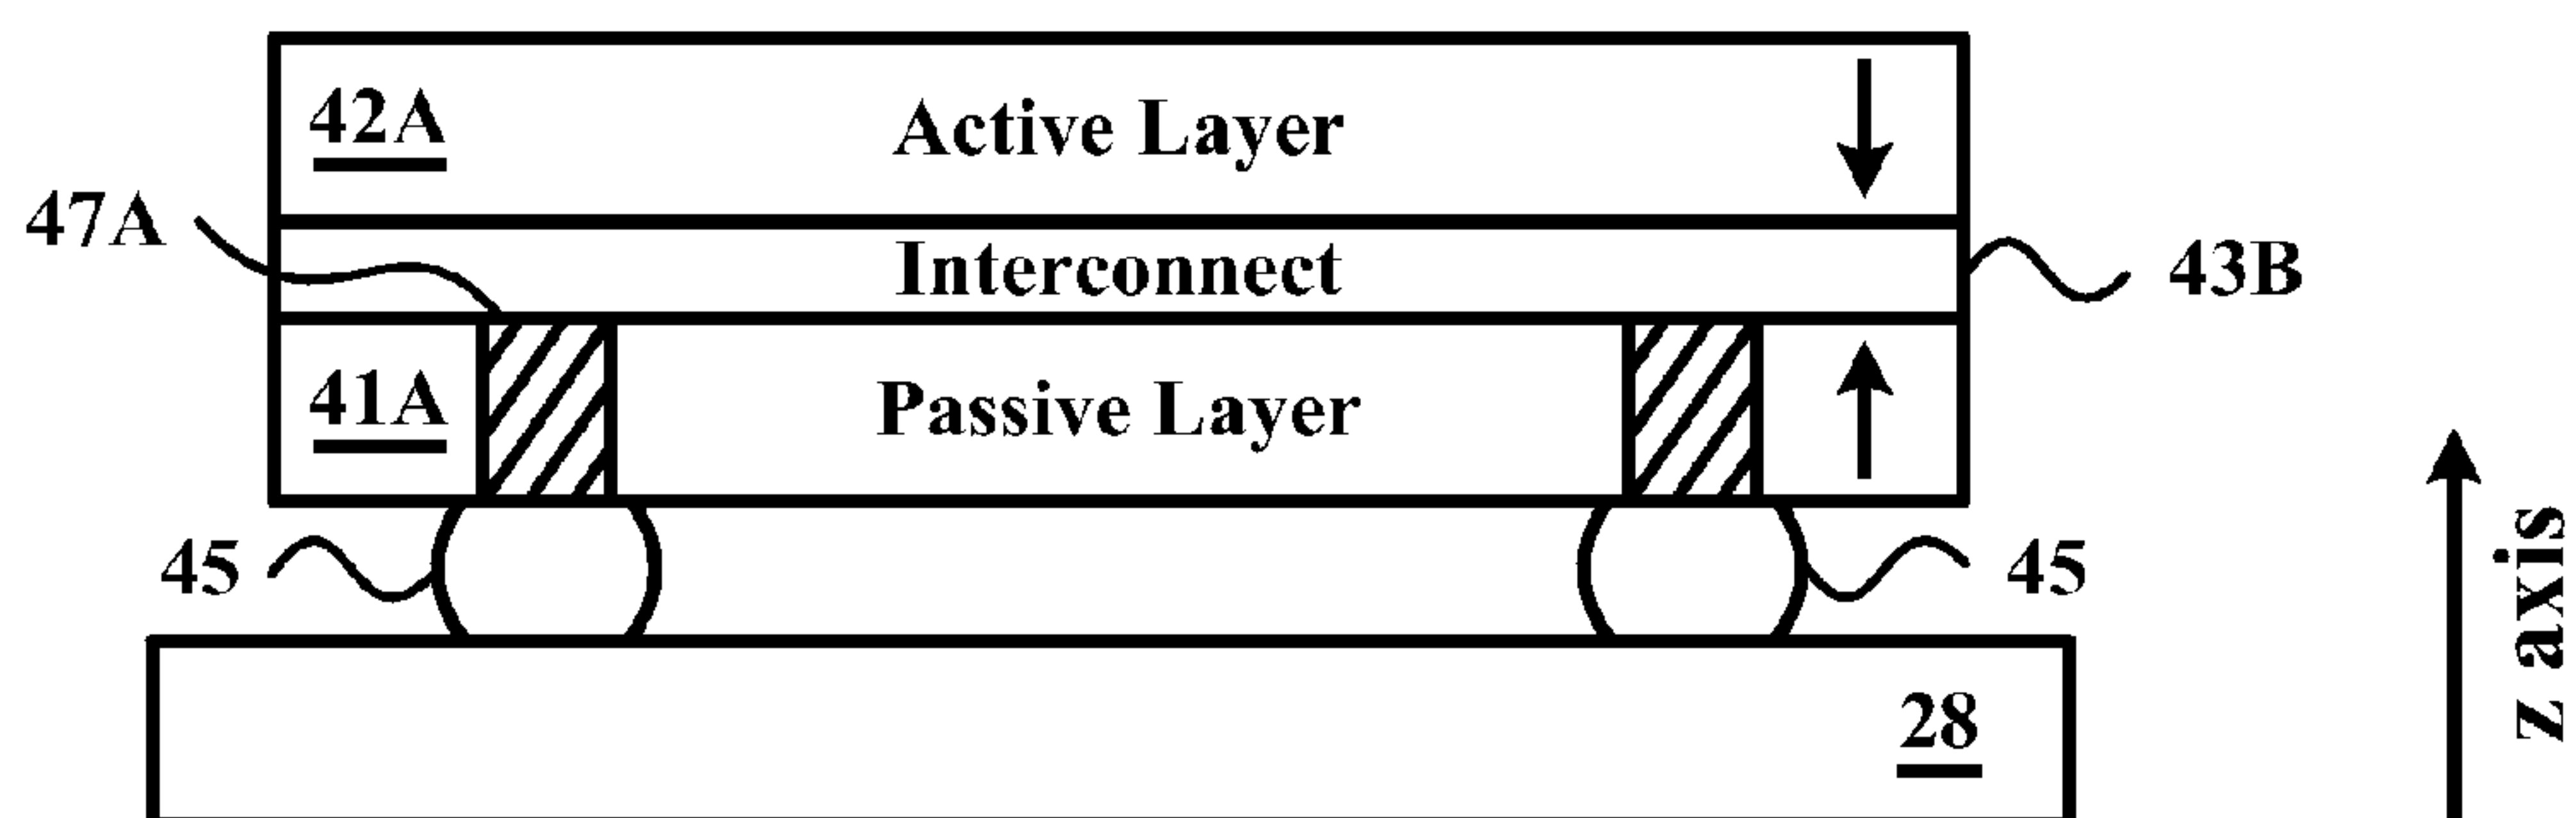 42A Active Layer
47A
Interconnect 43B
41A Passive Layer
45 45
28
z axis